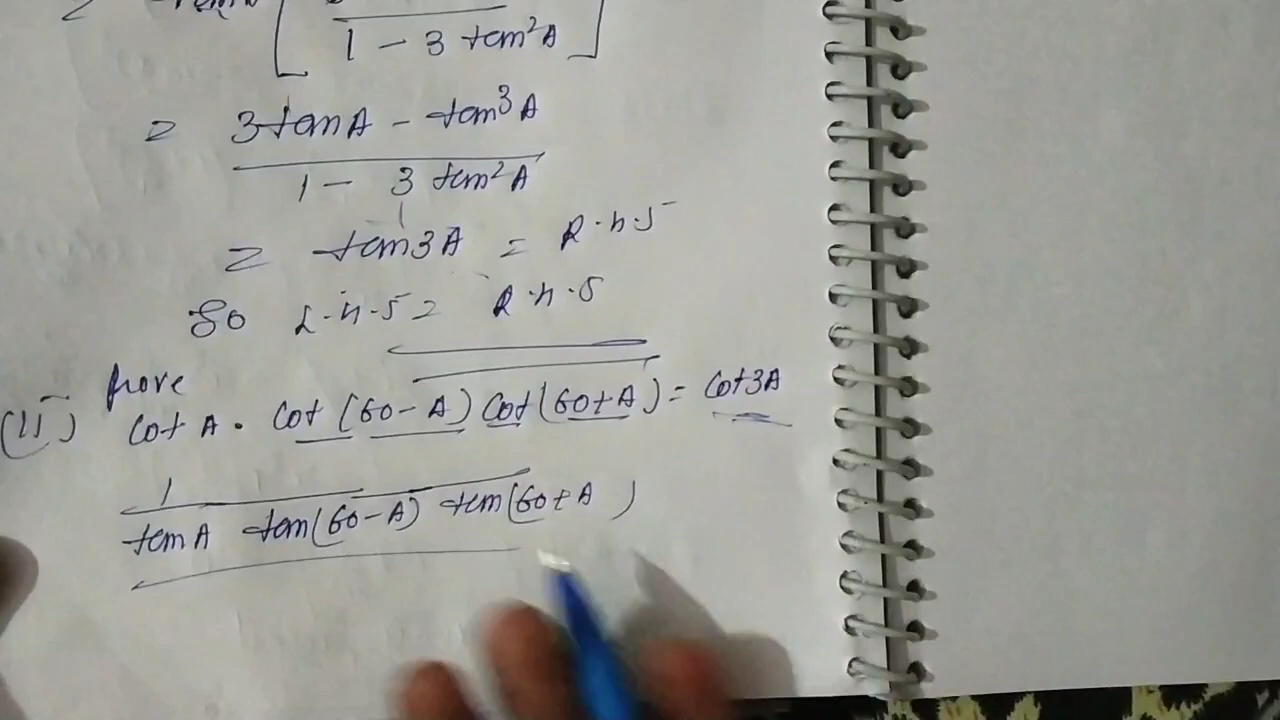 1 - 3 tan²A
= 3tanA - tan³A
1 - 3 tan²A
= tan3A = R.H.S
So L.H.S = R.H.S
(ii) prove
Cot A . Cot (60-A) Cot (60+A) = Cot3A
1
tanA tan(60-A) tan(60+A)